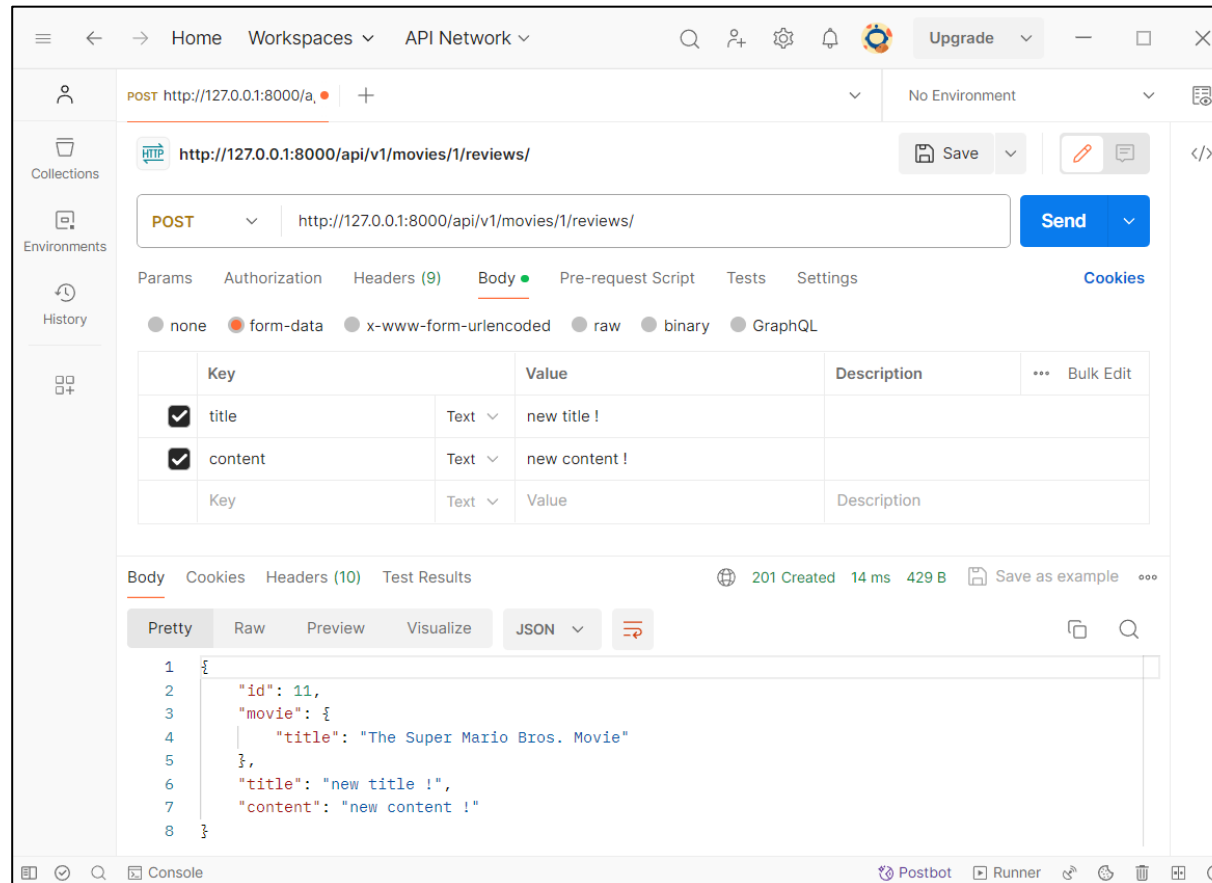 Home Workspaces API Network Upgrade
POST http://127.0.0.1:8000/a No Environment
HTTP http://127.0.0.1:8000/api/v1/movies/1/reviews/ Save
Collections
POST http://127.0.0.1:8000/api/v1/movies/1/reviews/ Send
Environments
Params Authorization Headers (9) Body Pre-request Script Tests Settings Cookies
History
none form-data x-www-form-urlencoded raw binary GraphQL
Key Value Description Bulk Edit
title Text new title !
content Text new content !
Key Text Value Description
Body Cookies Headers (10) Test Results 201 Created 14 ms 429 B Save as example
Pretty Raw Preview Visualize JSON
1 {
2 "id": 11,
3 "movie": {
4 "title": "The Super Mario Bros. Movie"
5 },
6 "title": "new title !",
7 "content": "new content !"
8 }
Console Postbot Runner